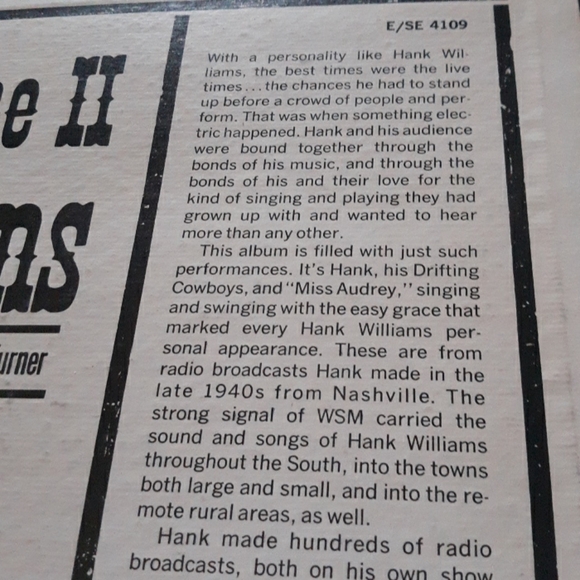 E/SE 4109
e II
ns
urner
With a personality like Hank Wil-
liams, the best times were the live
times...the chances he had to stand
up before a crowd of people and per-
form. That was when something elec-
tric happened. Hank and his audience
were bound together through the
bonds of his music, and through the
bonds of his and their love for the
kind of singing and playing they had
grown up with and wanted to hear
more than any other.
This album is filled with just such
performances. It's Hank, his Drifting
Cowboys, and "Miss Audrey," singing
and swinging with the easy grace that
marked every Hank Williams per-
sonal appearance. These are from
radio broadcasts Hank made in the
late 1940s from Nashville. The
strong signal of WSM carried the
sound and songs of Hank Williams
throughout the South, into the towns
both large and small, and into the re-
mote rural areas, as well.
Hank made hundreds of radio
broadcasts, both on his own show